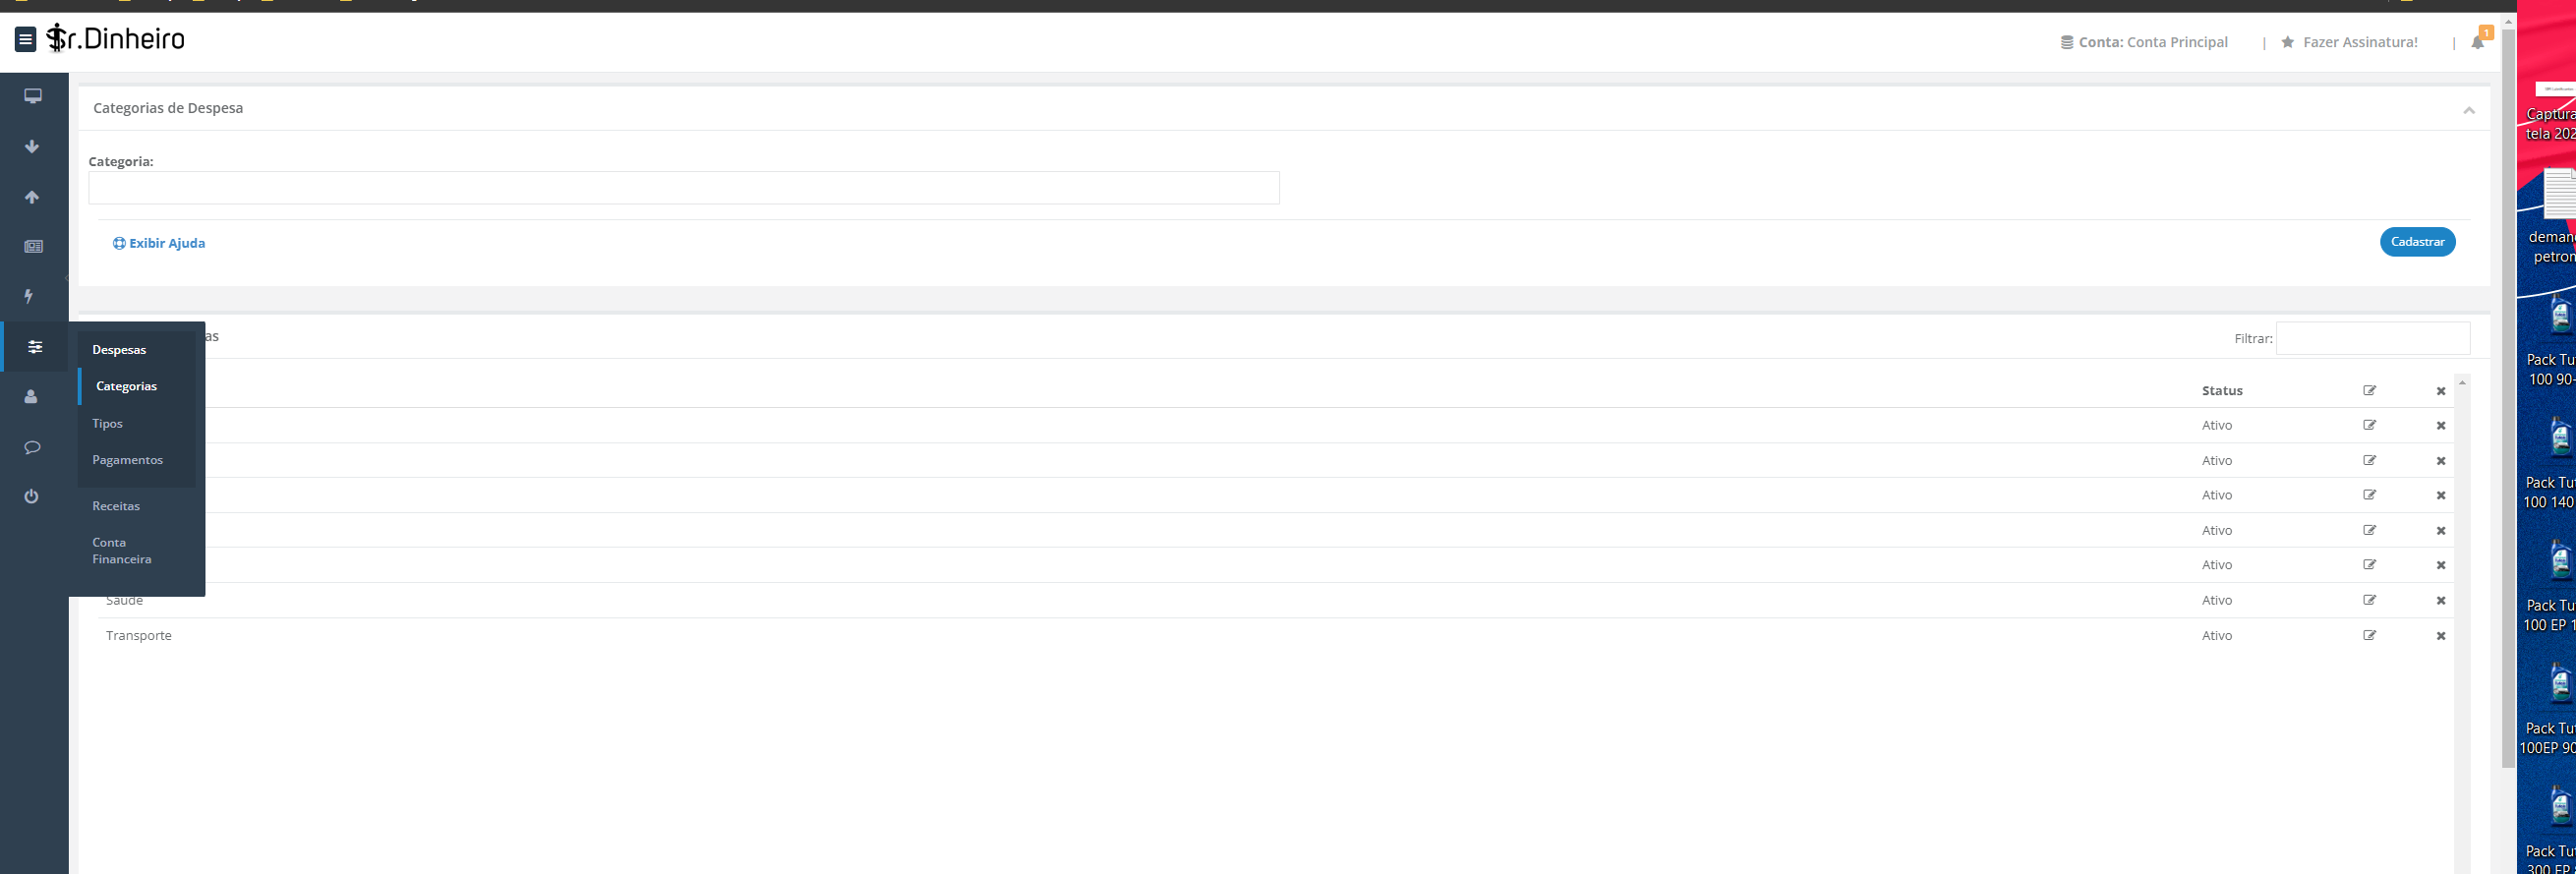 Sr.Dinheiro
Conta: Conta Principal | Fazer Assinatura! | 1
Categorias de Despesa
Categoria:
Exibir Ajuda
Cadastrar
as
Filtrar:
Despesas
Categorias
Tipos
Pagamentos
Receitas
Conta
Financeira
Status
Ativo
Ativo
Ativo
Ativo
Ativo
Saúde Ativo
Transporte Ativo
Captura
tela 202
deman
petron
Pack Tu
100 90-
Pack Tu
100 140
Pack Tu
100 EP 1
Pack Tu
100EP 90
Pack Tu
300 EP